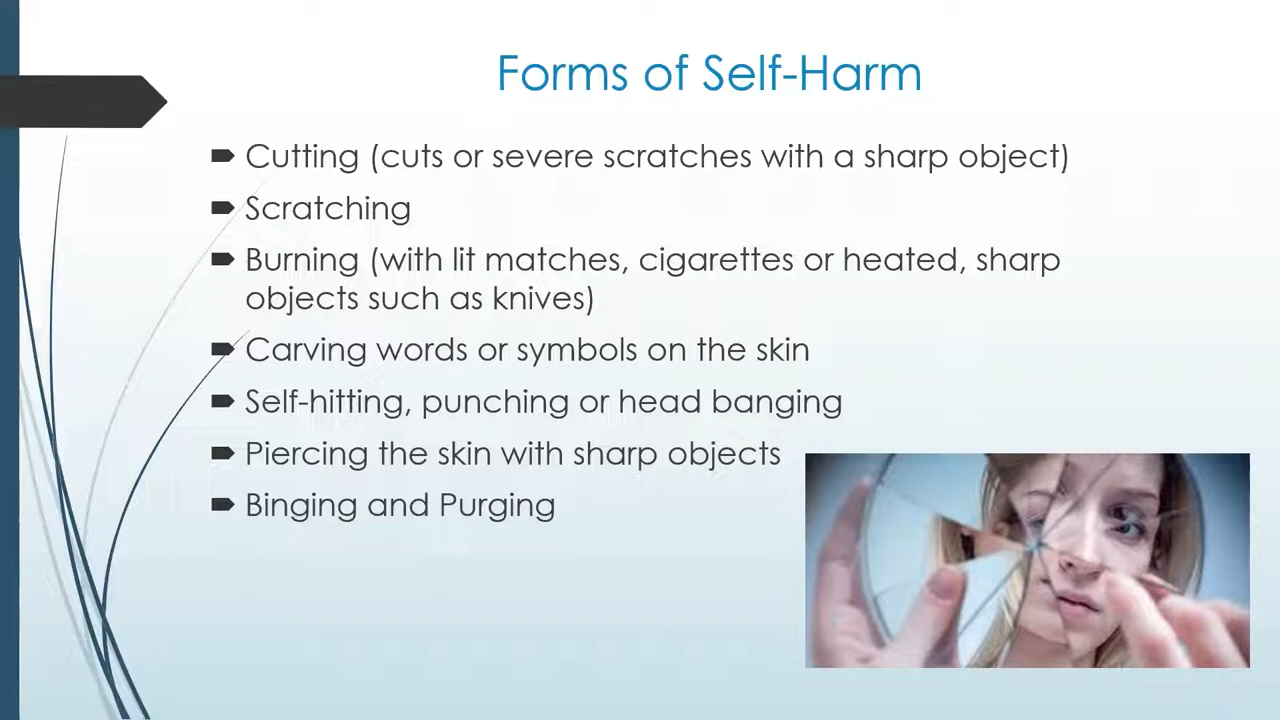 Forms of Self-Harm
Cutting (cuts or severe scratches with a sharp object)
Scratching
Burning (with lit matches, cigarettes or heated, sharp
objects such as knives)
Carving words or symbols on the skin
Self-hitting, punching or head banging
Piercing the skin with sharp objects
Binging and Purging